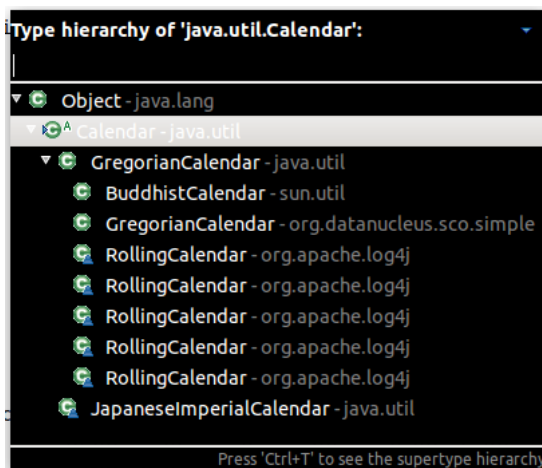 Type hierarchy of 'java.util.Calendar':
Object - java.lang
Calendar - java.util
GregorianCalendar - java.util
BuddhistCalendar - sun.util
GregorianCalendar - org.datanucleus.sco.simple
RollingCalendar - org.apache.log4j
RollingCalendar - org.apache.log4j
RollingCalendar - org.apache.log4j
RollingCalendar - org.apache.log4j
RollingCalendar - org.apache.log4j
JapaneseImperialCalendar - java.util
Press 'Ctrl+T' to see the supertype hierarchy